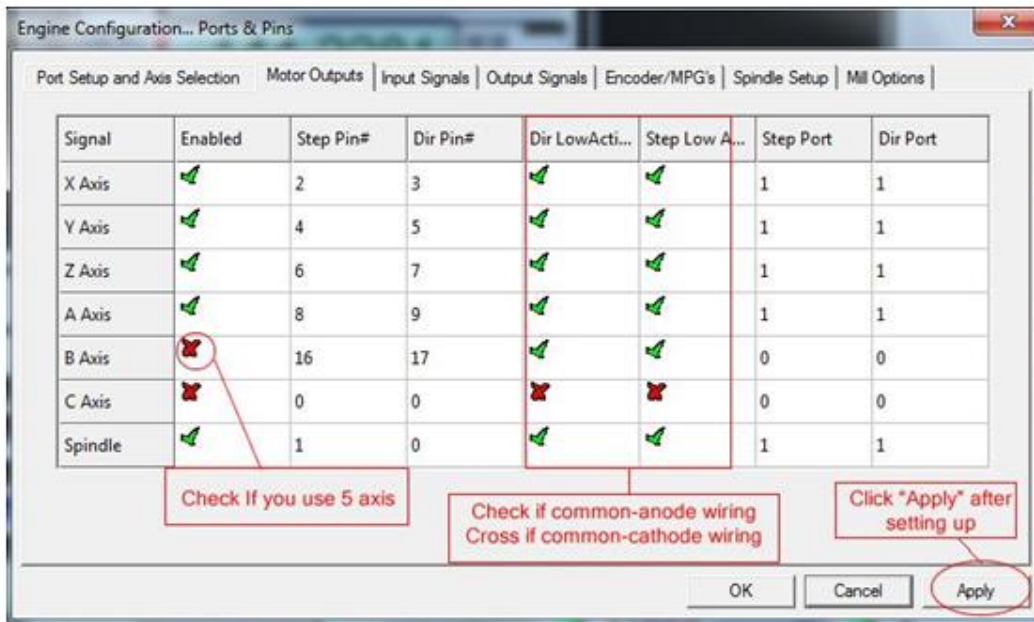 Engine Configuration... Ports & Pins
Port Setup and Axis Selection Motor Outputs Input Signals Output Signals Encoder/MPG's Spindle Setup Mill Options
Signal Enabled Step Pin# Dir Pin# Dir LowActi... Step Low A... Step Port Dir Port
X Axis 2 3 1 1
Y Axis 4 5 1 1
Z Axis 6 7 1 1
A Axis 8 9 1 1
B Axis 16 17 0 0
C Axis 0 0 0 0
Spindle 1 0 1 1
Check If you use 5 axis
Check if common-anode wiring
Cross if common-cathode wiring
Click "Apply" after
setting up
OK Cancel Apply